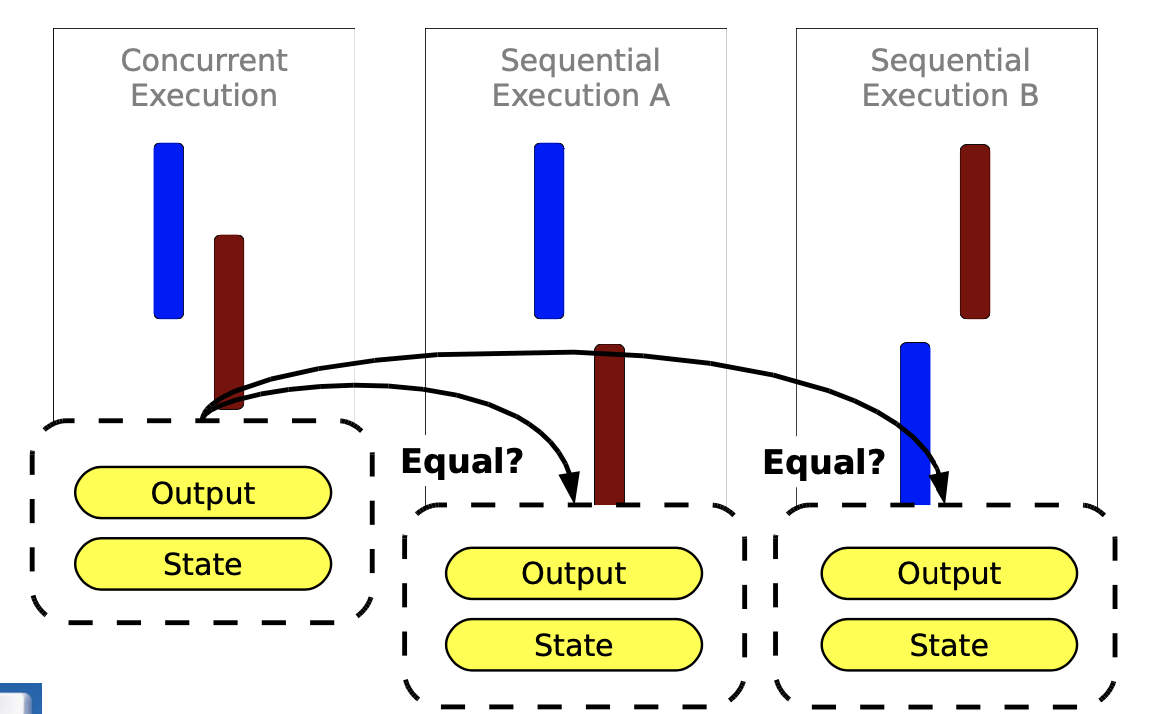 Concurrent
Execution
Sequential
Execution A
Sequential
Execution B
Equal?
Equal?
Output
State
Output
State
Output
State